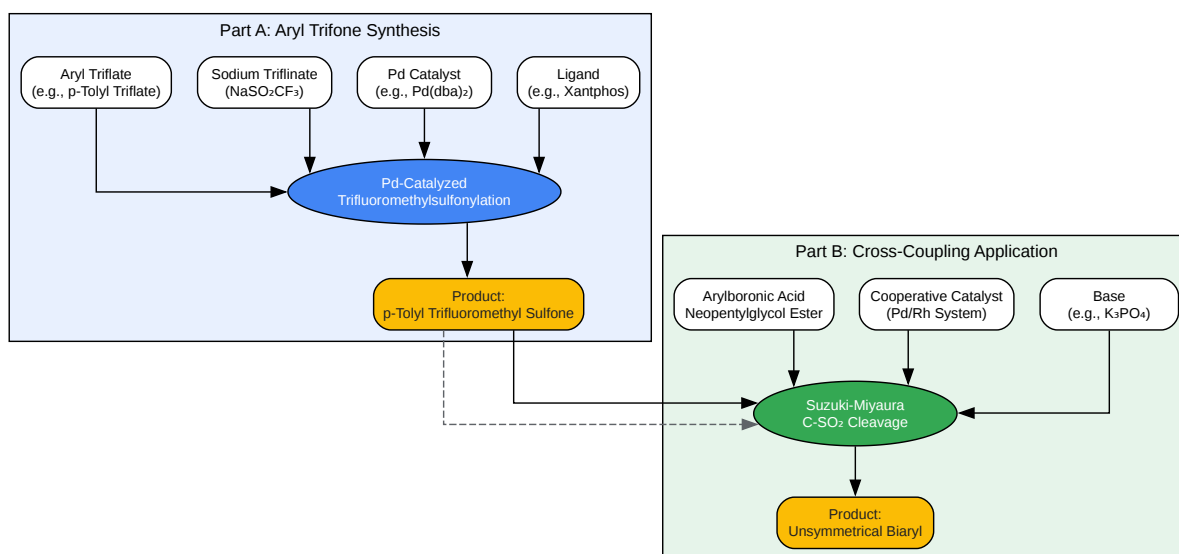 Part A: Aryl Trifone Synthesis
Aryl Triflate
(e.g., p-Tolyl Triflate)
Sodium Triflinate
(NaSO₂CF₃)
Pd Catalyst
(e.g., Pd(dba)₂)
Ligand
(e.g., Xantphos)
Pd-Catalyzed
Trifluoromethylsulfonylation
Product:
p-Tolyl Trifluoromethyl Sulfone
Part B: Cross-Coupling Application
Arylboronic Acid
Neopentylglycol Ester
Cooperative Catalyst
(Pd/Rh System)
Base
(e.g., K₃PO₄)
Suzuki-Miyaura
C-SO₂ Cleavage
Product:
Unsymmetrical Biaryl